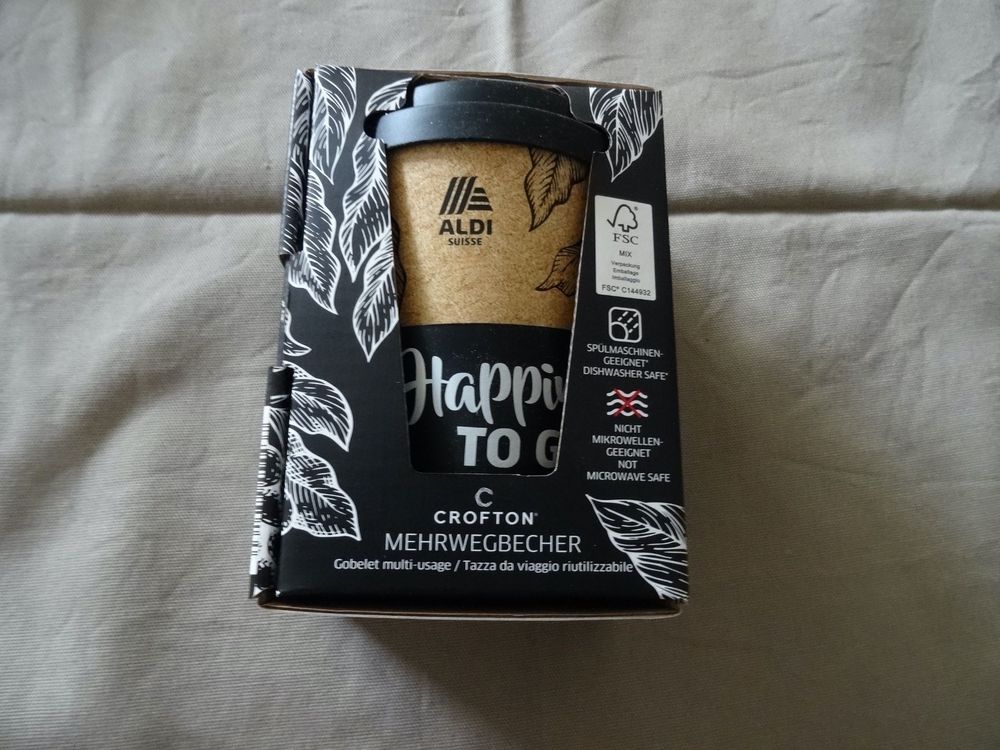 ALDI
SUISSE
Happi
TO G
FSC
MIX
Verpackung
Emballage
Imballaggio
FSC® C144932
SPÜLMASCHINEN-
GEEIGNET*
DISHWASHER SAFE*
NICHT
MIKROWELLEN-
GEEIGNET
NOT
MICROWAVE SAFE
CROFTON®
MEHRWEGBECHER
Gobelet multi-usage / Tazza da viaggio riutilizzabile